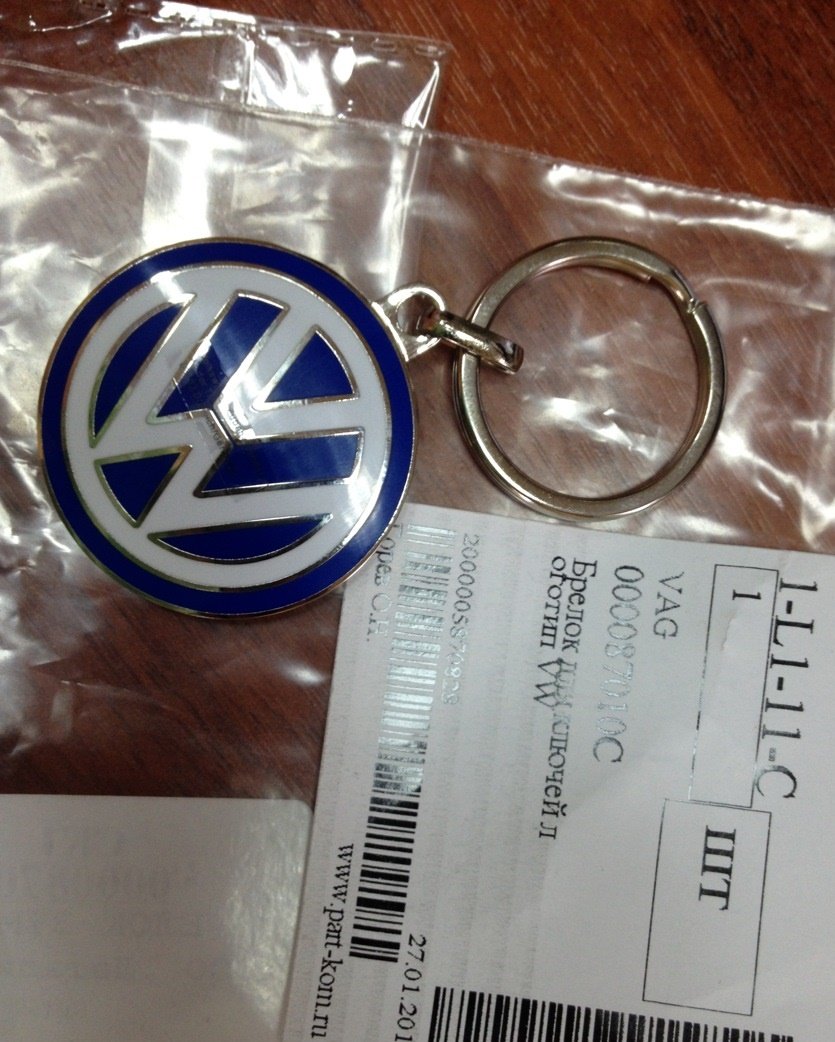 1-L1-11-C
1
ШТ
VAG
000087010C
Брелок для ключей л
оготип VW
2000005870828
О.Н.
27.01.201
www.part-kom.ru